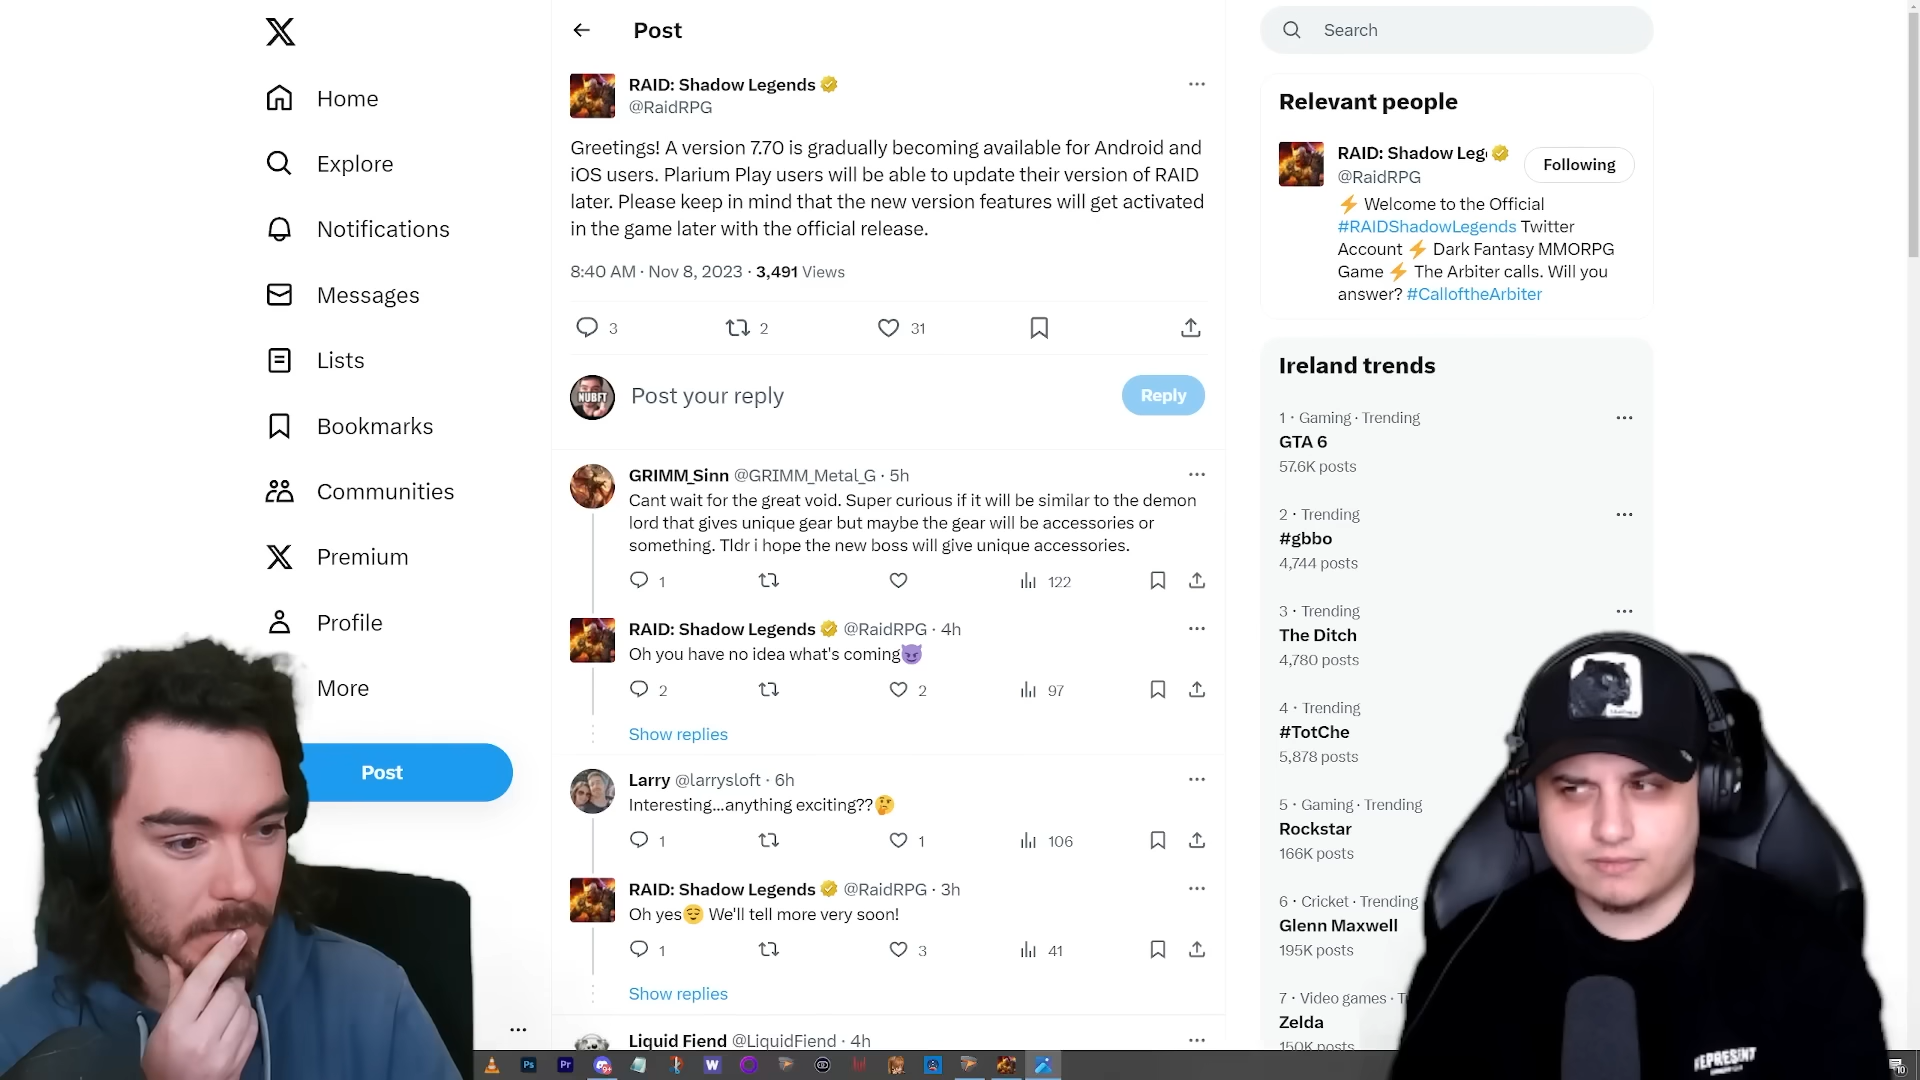 Home
Explore
Notifications
Messages
Lists
Bookmarks
Communities
Premium
Profile
More
Post
Post
RAID: Shadow Legends
@RaidRPG
Greetings! A version 7.70 is gradually becoming available for Android and
iOS users. Plarium Play users will be able to update their version of RAID
later. Please keep in mind that the new version features will get activated
in the game later with the official release.
8:40 AM · Nov 8, 2023 · 3,491 Views
3 2 31
NUBFT
Post your reply
Reply
GRIMM_Sinn @GRIMM_Metal_G · 5h
Cant wait for the great void. Super curious if it will be similar to the demon
lord that gives unique gear but maybe the gear will be accessories or
something. Tldr i hope the new boss will give unique accessories.
1 122
RAID: Shadow Legends @RaidRPG · 4h
Oh you have no idea what's coming😈
2 2 97
Show replies
Larry @larrysloft · 6h
Interesting...anything exciting??🤔
1 1 106
RAID: Shadow Legends @RaidRPG · 3h
Oh yes😌 We'll tell more very soon!
1 3 41
Show replies
Liquid Fiend @LiquidFiend · 4h
Search
Relevant people
RAID: Shadow Leg
@RaidRPG
Following
⚡ Welcome to the Official
#RAIDShadowLegends Twitter
Account ⚡ Dark Fantasy MMORPG
Game ⚡ The Arbiter calls. Will you
answer? #CalloftheArbiter
Ireland trends
1 · Gaming · Trending
GTA 6
57.6K posts
2 · Trending
#gbbo
4,744 posts
3 · Trending
The Ditch
4,780 posts
4 · Trending
#TotChe
5,878 posts
5 · Gaming · Trending
Rockstar
166K posts
6 · Cricket · Trending
Glenn Maxwell
195K posts
7 · Video games ·
Zelda
150K posts
Ps
Pr
9+
W
10